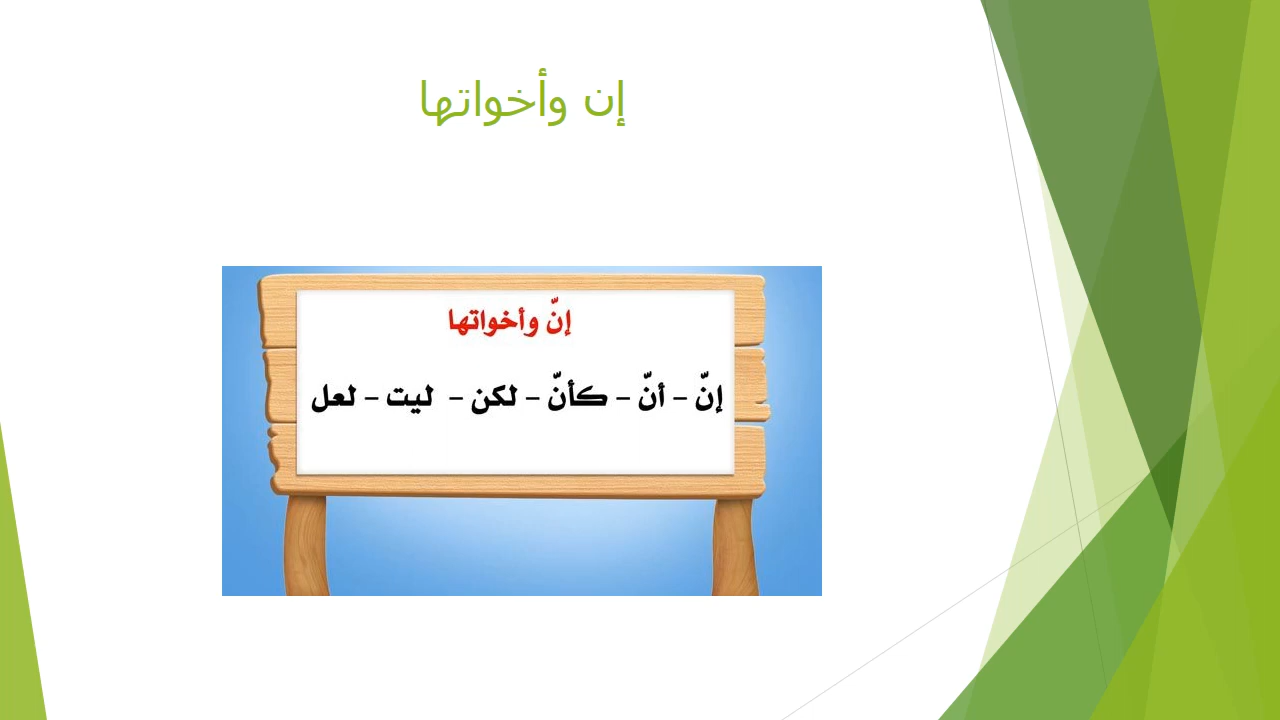 إن وأخواتها
إنّ وأخواتها
إنّ – أنّ – كأنّ – لكن – ليت – لعل